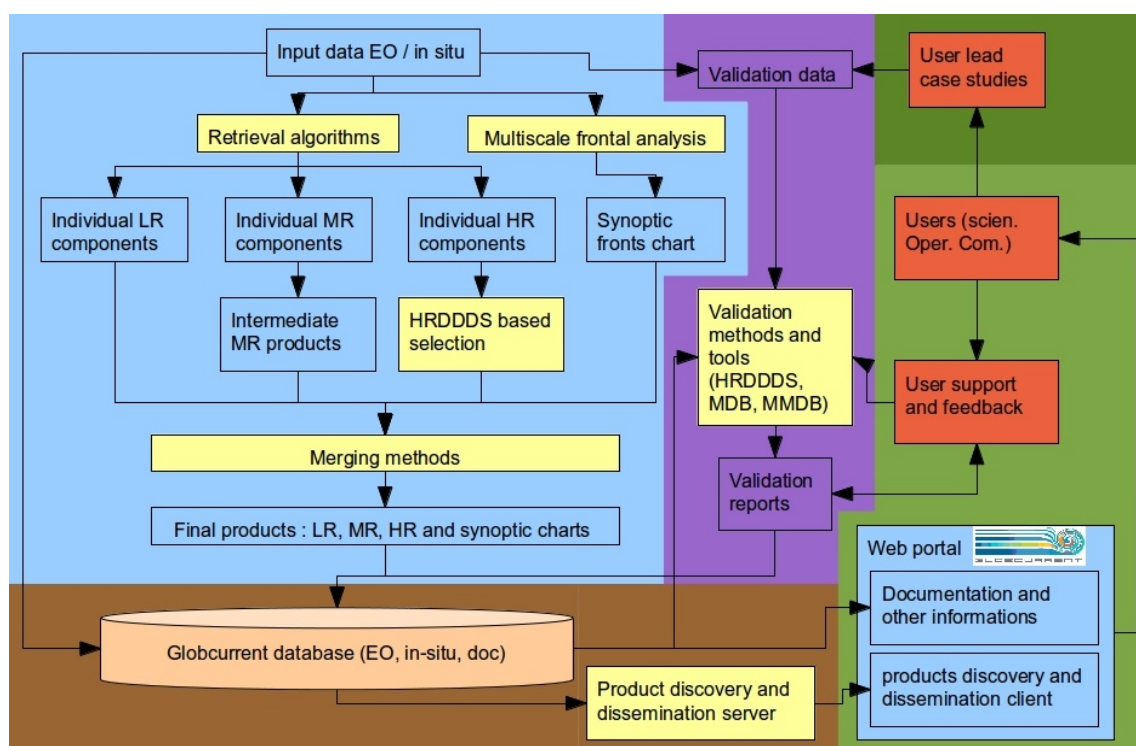 Input data EO / in situ
Validation data
User lead
case studies
Retrieval algorithms
Multiscale frontal analysis
Individual LR
components
Individual MR
components
Individual HR
components
Synoptic
fronts chart
Users (scien.
Oper. Com.)
Intermediate
MR products
HRDDDS based
selection
Validation
methods and
tools
(HRDDDS,
MDB, MMDB)
User support
and feedback
Merging methods
Validation
reports
Final products : LR, MR, HR and synoptic charts
Web portal
GLOBCURRENT
Documentation and
other informations
Globcurrent database (EO, in-situ, doc)
products discovery and
dissemination client
Product discovery and
dissemination server